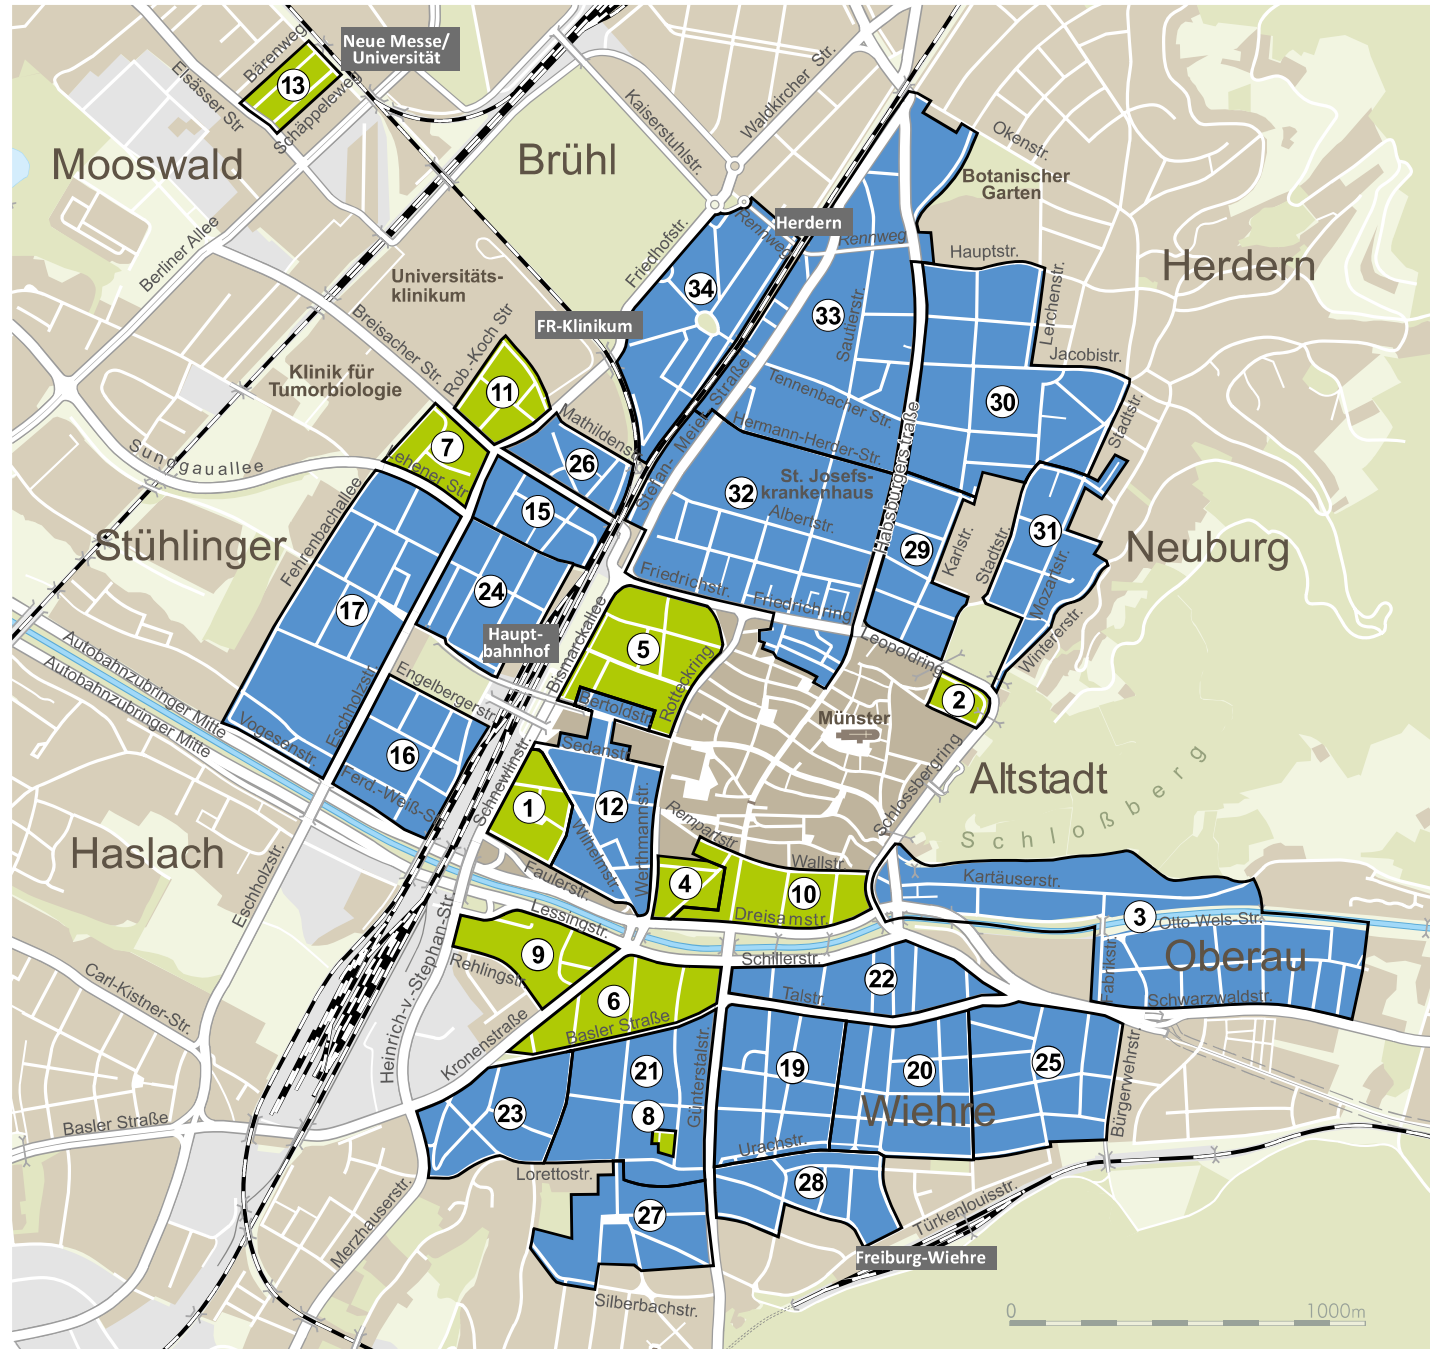 Neue Messe/
Universität
Bärenweg
13
Elsässer Str
Schäppeleweg
Mooswald
Brühl
Kaiserstuhlstr.
Waldkircher Str.
Okenstr.
Botanischer
Garten
Herdern
Rennweg
Rennweg
Hauptstr.
Herdern
Berliner Allee
Friedhofstr.
Universitäts-
klinikum
34
33
Sautierstr.
Lerchenstr.
Jacobistr.
FR-Klinikum
Breisacher Str.
Rob.-Koch Str
Klinik für
Tumorbiologie
11
Mathildenstr.
Stefan- Meier Straße
Tennenbacher Str.
Hermann-Herder-Str.
30
Stadtstr.
7
Lehener Str.
26
Sundgauallee
St. Josefs-
krankenhaus
32
Albertstr.
Habsburgerstraße
15
Fehrenbachallee
Stühlinger
29
Karlstr.
Stadtstr.
31
Mozartstr.
Neuburg
24
17
Friedrichstr.
Friedrichring
Leopoldring
Wintererstr.
Haupt-
bahnhof
Bismarckallee
5
Rotteckring
Autobahnzubringer Mitte
Autobahnzubringer Mitte
Engelbergerstr.
Bertoldstr.
2
Münster
Vogesenstr.
Eschholzstr.
16
Ferd.-Weiß-S
Sedanstr.
Schnewlinstr.
1
12
Wilhelmstr.
Werthmannstr.
Rempartstr
Schlossbergring
Altstadt
Schloßberg
Haslach
Eschholzstr.
Faulerstr.
4
10
Wallstr.
Dreisamstr.
Kartäuserstr.
3
Otto-Wels-Str.
Oberau
Lessingstr.
9
Rehlingstr
Heinrich-v.-Stephan-Str.
Carl-Kistner-Str.
Schillerstr.
22
Talstr.
Fabrikstr.
Schwarzwaldstr.
6
Basler Straße
Kronenstraße
Günterstalstr.
21
8
19
20
25
Wiehre
Bürgerwehrstr.
23
Basler Straße
Urachstr.
Lorettostr.
28
27
Merzhauserstr.
Türkenlouisstr.
Freiburg-Wiehre
Silberbachstr.
0
1000m